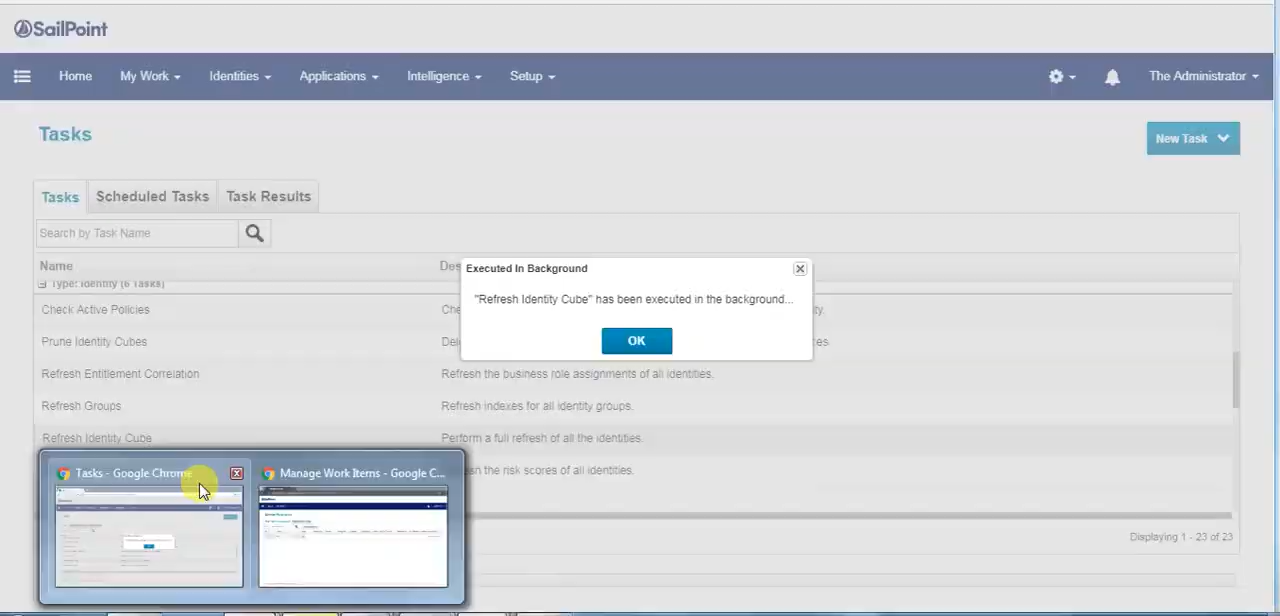 SailPoint
Home My Work Identities Applications Intelligence Setup The Administrator
Tasks
New Task
Tasks Scheduled Tasks Task Results
Search by Task Name
Name Des
Type: Identity (6 Tasks)
Executed In Background
"Refresh Identity Cube" has been executed in the background...
OK
Check Active Policies Che ity.
Prune Identity Cubes Del res
Refresh Entitlement Correlation Refresh the business role assignments of all identities.
Refresh Groups Refresh indexes for all identity groups.
Refresh Identity Cube Perform a full refresh of all the identities.
sh the risk scores of all identities.
Tasks - Google Chrome Manage Work Items - Google C...
Displaying 1 - 23 of 23